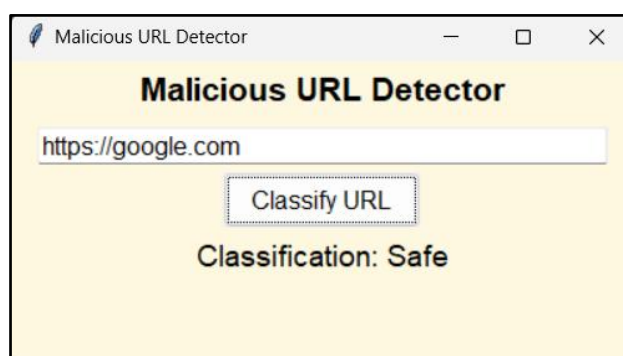 Malicious URL Detector
Malicious URL Detector
https://google.com
Classify URL
Classification: Safe